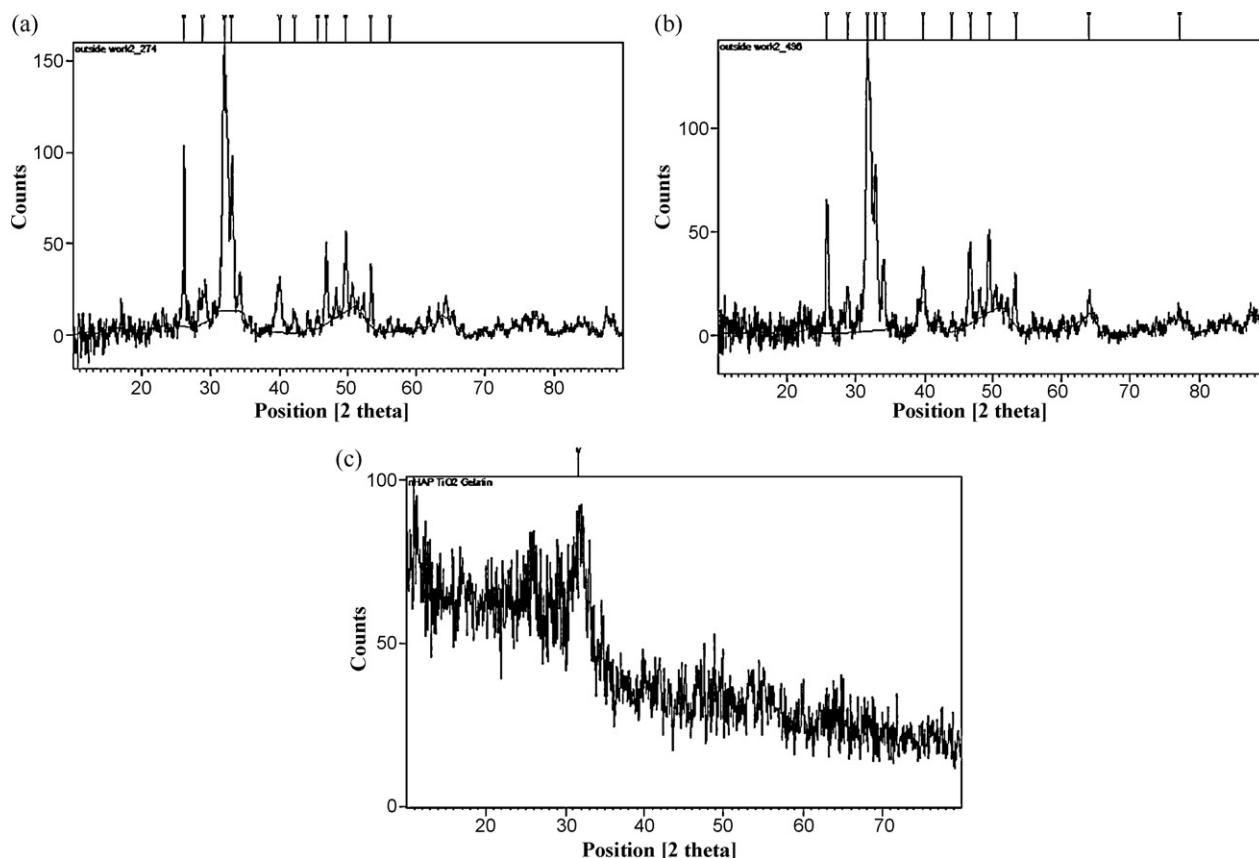 (a)
outside work2_274
150
100
50
0
Counts
20 30 40 50 60 70 80
Position [2 theta]
(b)
outside work2_496
100
50
0
Counts
20 30 40 50 60 70 80
Position [2 theta]
(c)
nHAP TiO2 Gelatin
100
50
0
Counts
20 30 40 50 60 70
Position [2 theta]